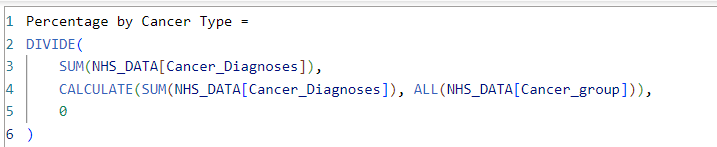 1 Percentage by Cancer Type =
2 DIVIDE(
3 SUM(NHS_DATA[Cancer_Diagnoses]),
4 CALCULATE(SUM(NHS_DATA[Cancer_Diagnoses]), ALL(NHS_DATA[Cancer_group])),
5 0
6 )